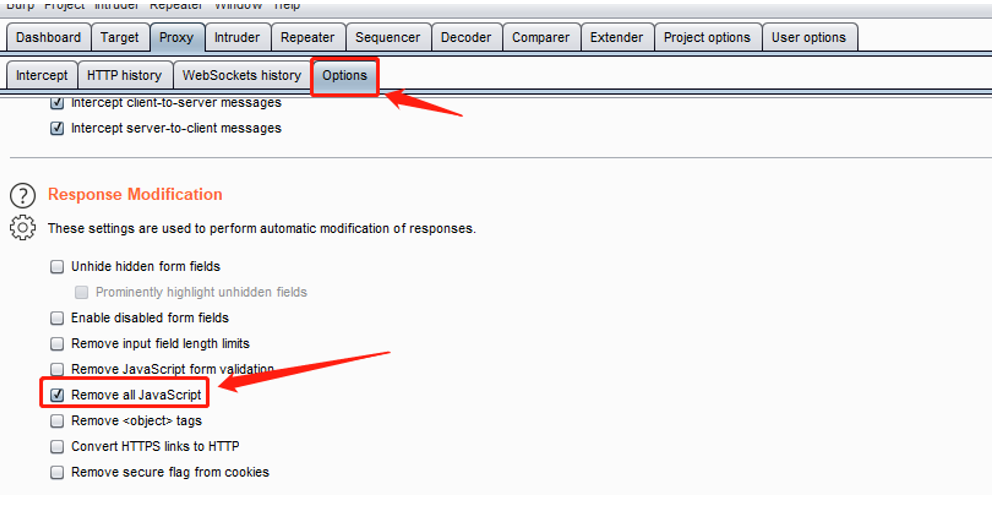 Burp Project Intruder Repeater Window Help
Dashboard Target Proxy Intruder Repeater Sequencer Decoder Comparer Extender Project options User options
Intercept HTTP history WebSockets history Options
Intercept client-to-server messages
Intercept server-to-client messages
? Response Modification
These settings are used to perform automatic modification of responses.
Unhide hidden form fields
Prominently highlight unhidden fields
Enable disabled form fields
Remove input field length limits
Remove JavaScript form validation
Remove all JavaScript
Remove <object> tags
Convert HTTPS links to HTTP
Remove secure flag from cookies